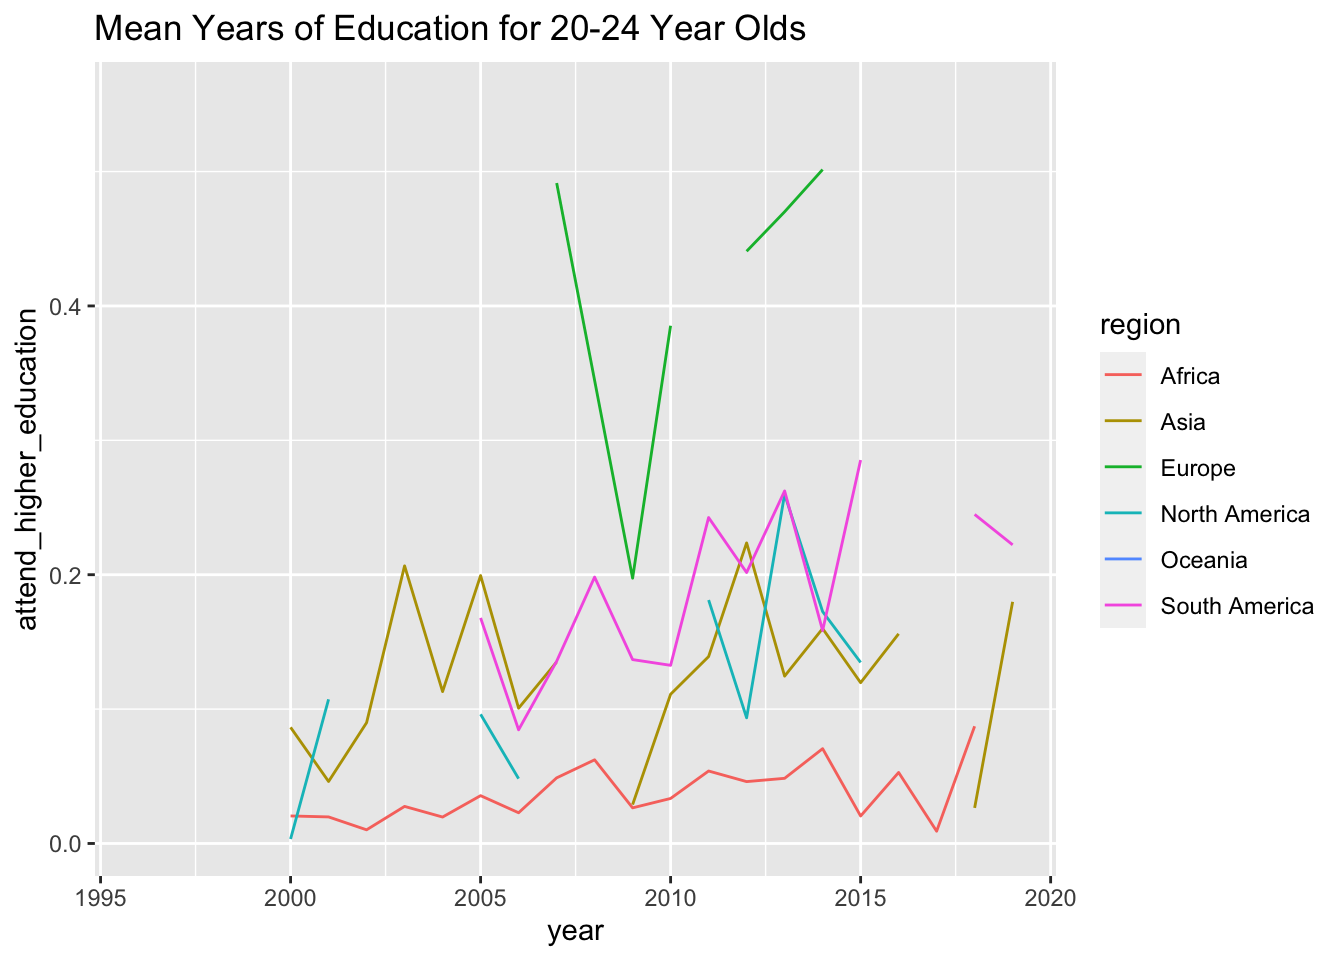 Mean Years of Education for 20-24 Year Olds
attend_higher_education
0.4
0.2
0.0
1995
2000
2005
2010
2015
2020
year
region
Africa
Asia
Europe
North America
Oceania
South America